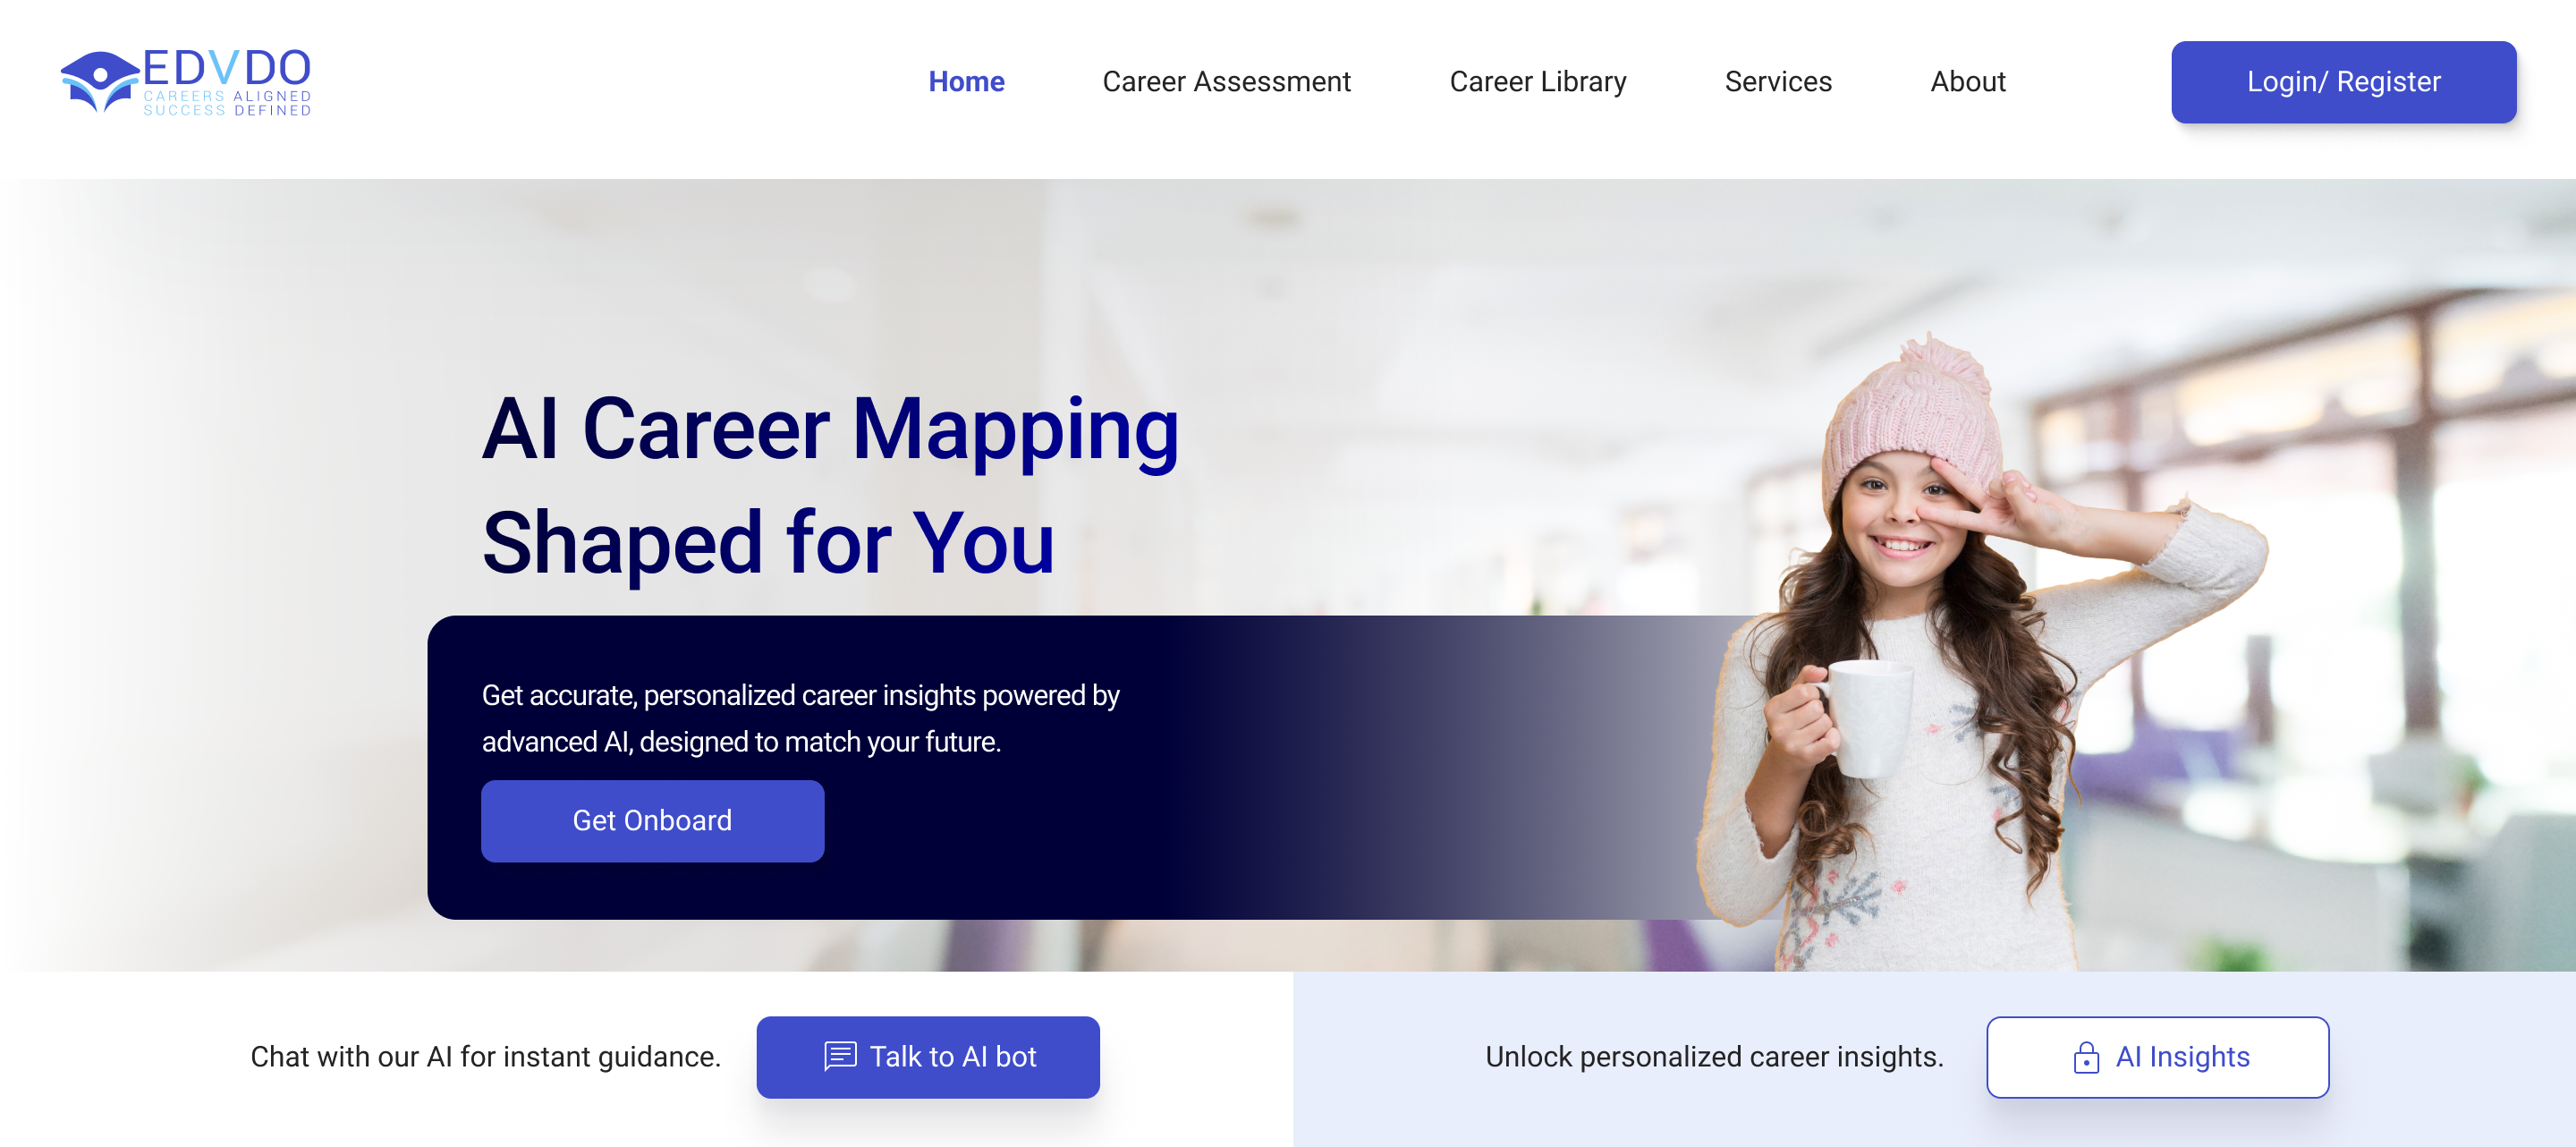 EDVDO
CAREERS ALIGNED
SUCCESS DEFINED
Home
Career Assessment
Career Library
Services
About
Login/ Register
AI Career Mapping
Shaped for You
Get accurate, personalized career insights powered by
advanced AI, designed to match your future.
Get Onboard
Chat with our AI for instant guidance.
Talk to AI bot
Unlock personalized career insights.
AI Insights